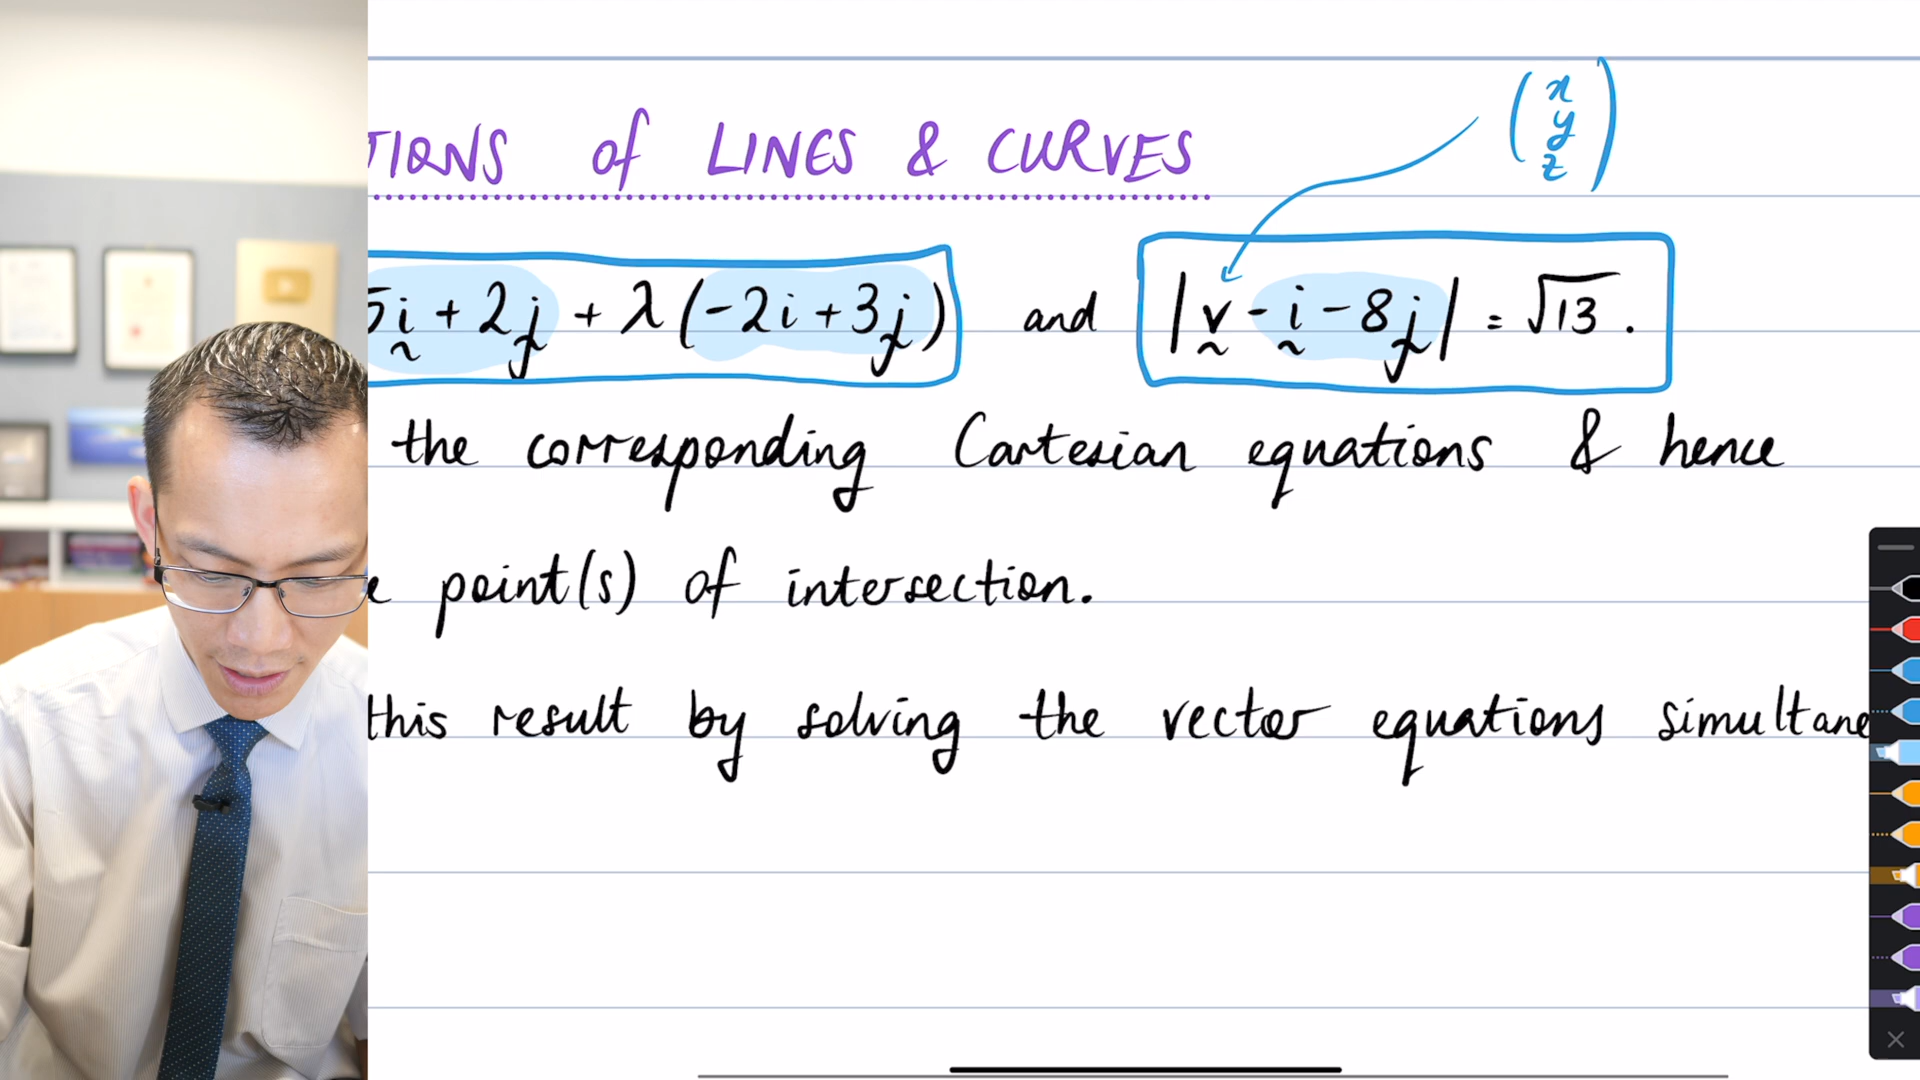 TIONS of LINES & CURVES
( x y z )
5i + 2j + λ (-2i + 3j) and | v - i - 8j | = √13 .
the corresponding Cartesian equations & hence
e point(s) of intersection.
this result by solving the vector equations simultane